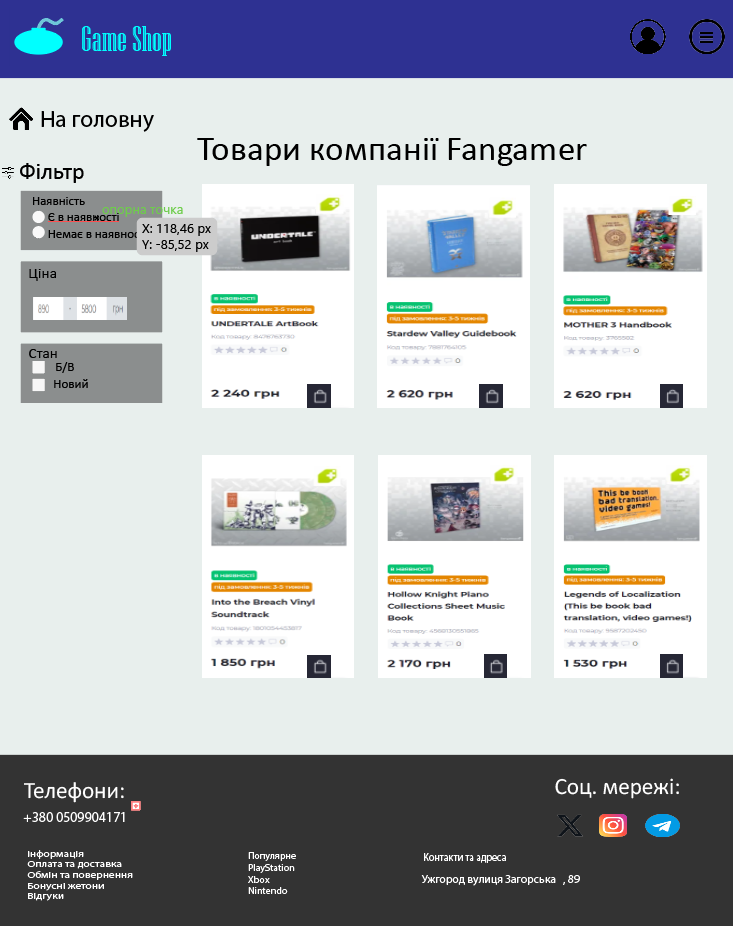 Game Shop
На головну
Товари компанії Fangamer
Фільтр
Наявність
Є в наявності
Немає в наявнос
опорна точка
X: 118,46 px
Y: -85,52 px
Ціна
890 - 5800 грн
Стан
Б/В
Новий
UNDERTALE
в наявності
під замовлення: 3-5 тижнів
UNDERTALE ArtBook
Код товару:
0
2 240 грн
в наявності
під замовлення: 3-5 тижнів
Stardew Valley Guidebook
Код товару:
0
2 620 грн
в наявності
під замовлення: 3-5 тижнів
MOTHER 3 Handbook
Код товару:
0
2 620 грн
в наявності
під замовлення: 3-5 тижнів
Into the Breach Vinyl
Soundtrack
Код товару:
0
1 850 грн
в наявності
під замовлення: 3-5 тижнів
Hollow Knight Piano
Collections Sheet Music
Book
Код товару:
0
2 170 грн
This be book
bad translation,
video games!
в наявності
під замовлення: 3-5 тижнів
Legends of Localization
(This be book bad
translation, video games!)
Код товару:
0
1 530 грн
Телефони:
+380 0509904171
Соц. мережі:
Інформація
Оплата та доставка
Обмін та повернення
Бонусні жетони
Відгуки
Популярне
PlayStation
Xbox
Nintendo
Контакти та адреса
Ужгород вулиця Загорська , 89